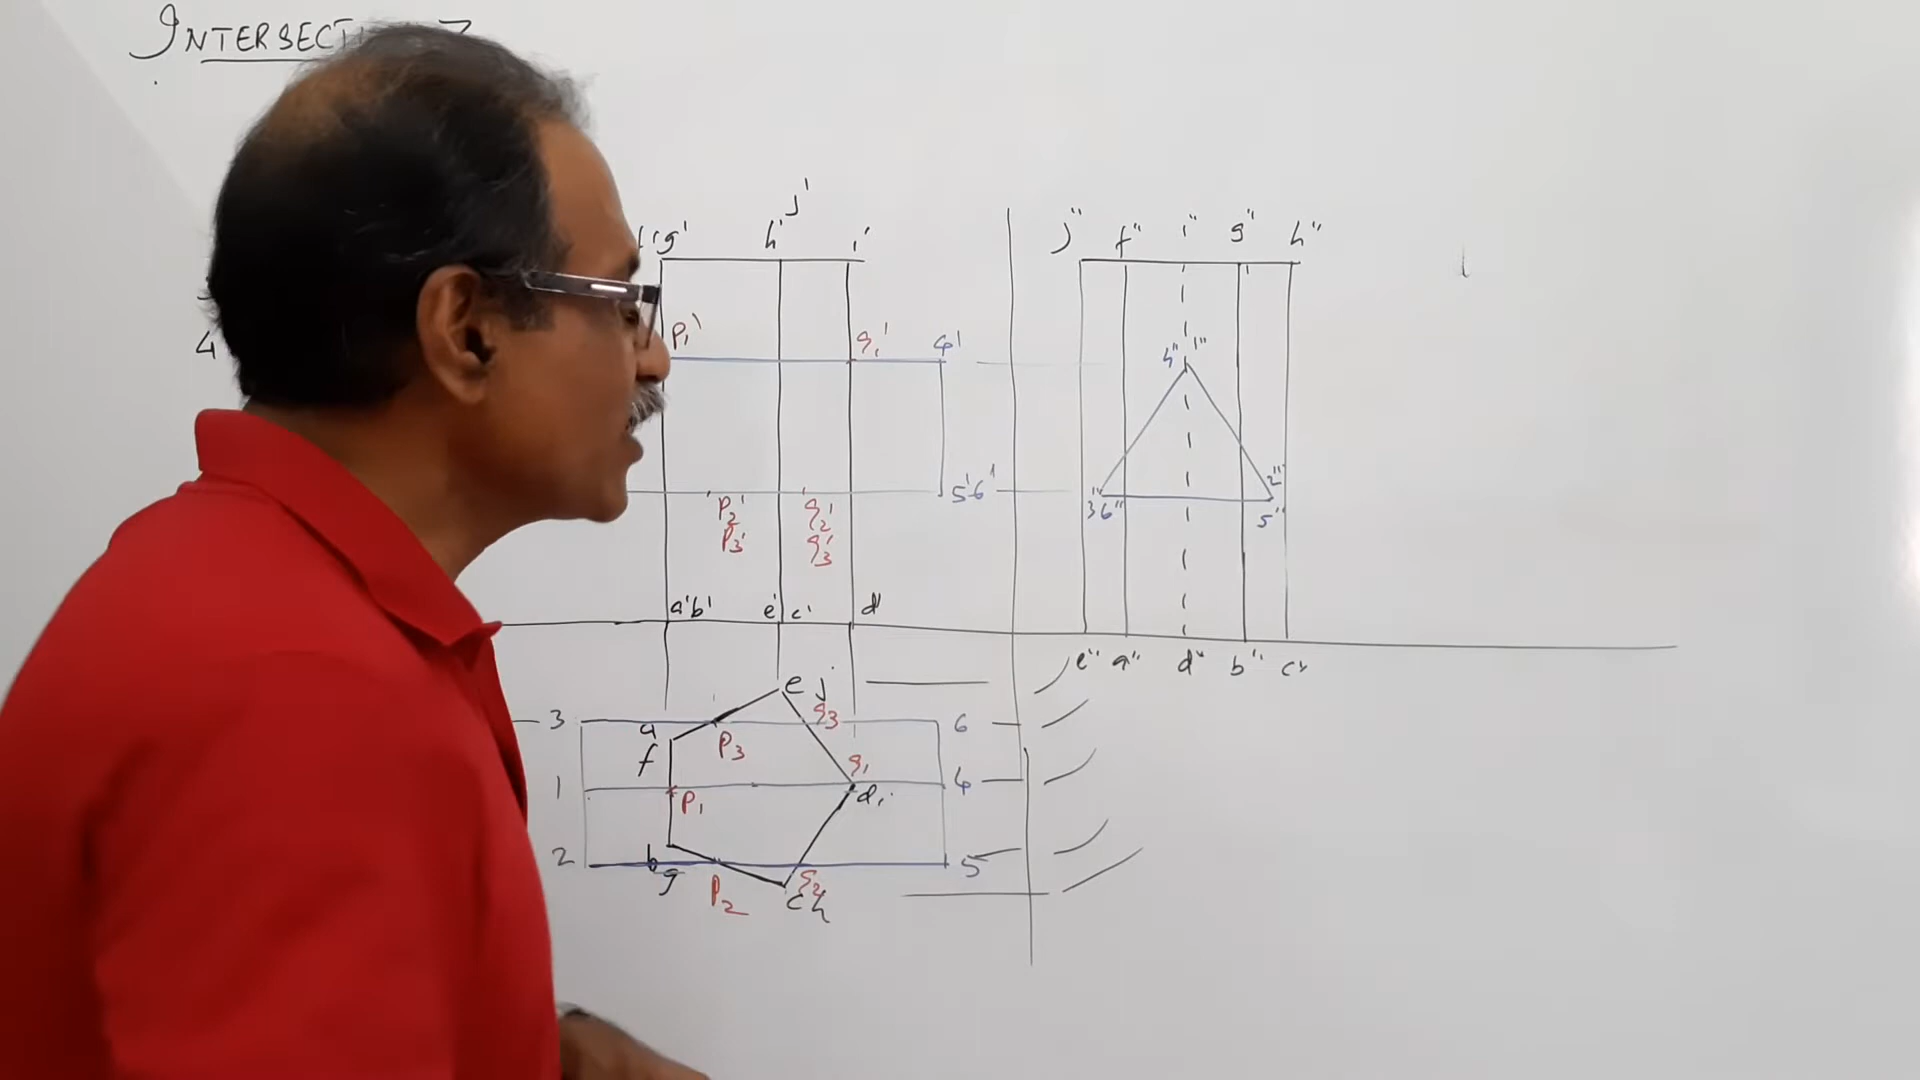 INTERSECTI 7
j'
g' h' i'
j" f" i" g" h"
4
p₁' q₁' 4'
4" 1"
5'6'
p₂' q₂'
p₃' q₃'
3"6" 2"
5"
a'b' e' c' d'
e" a" d" b" c"
e j
3 a q₃ 6
f p₃
1 p₁ q₁ 4
d i
2 b 5
g p₂ q₂
c h